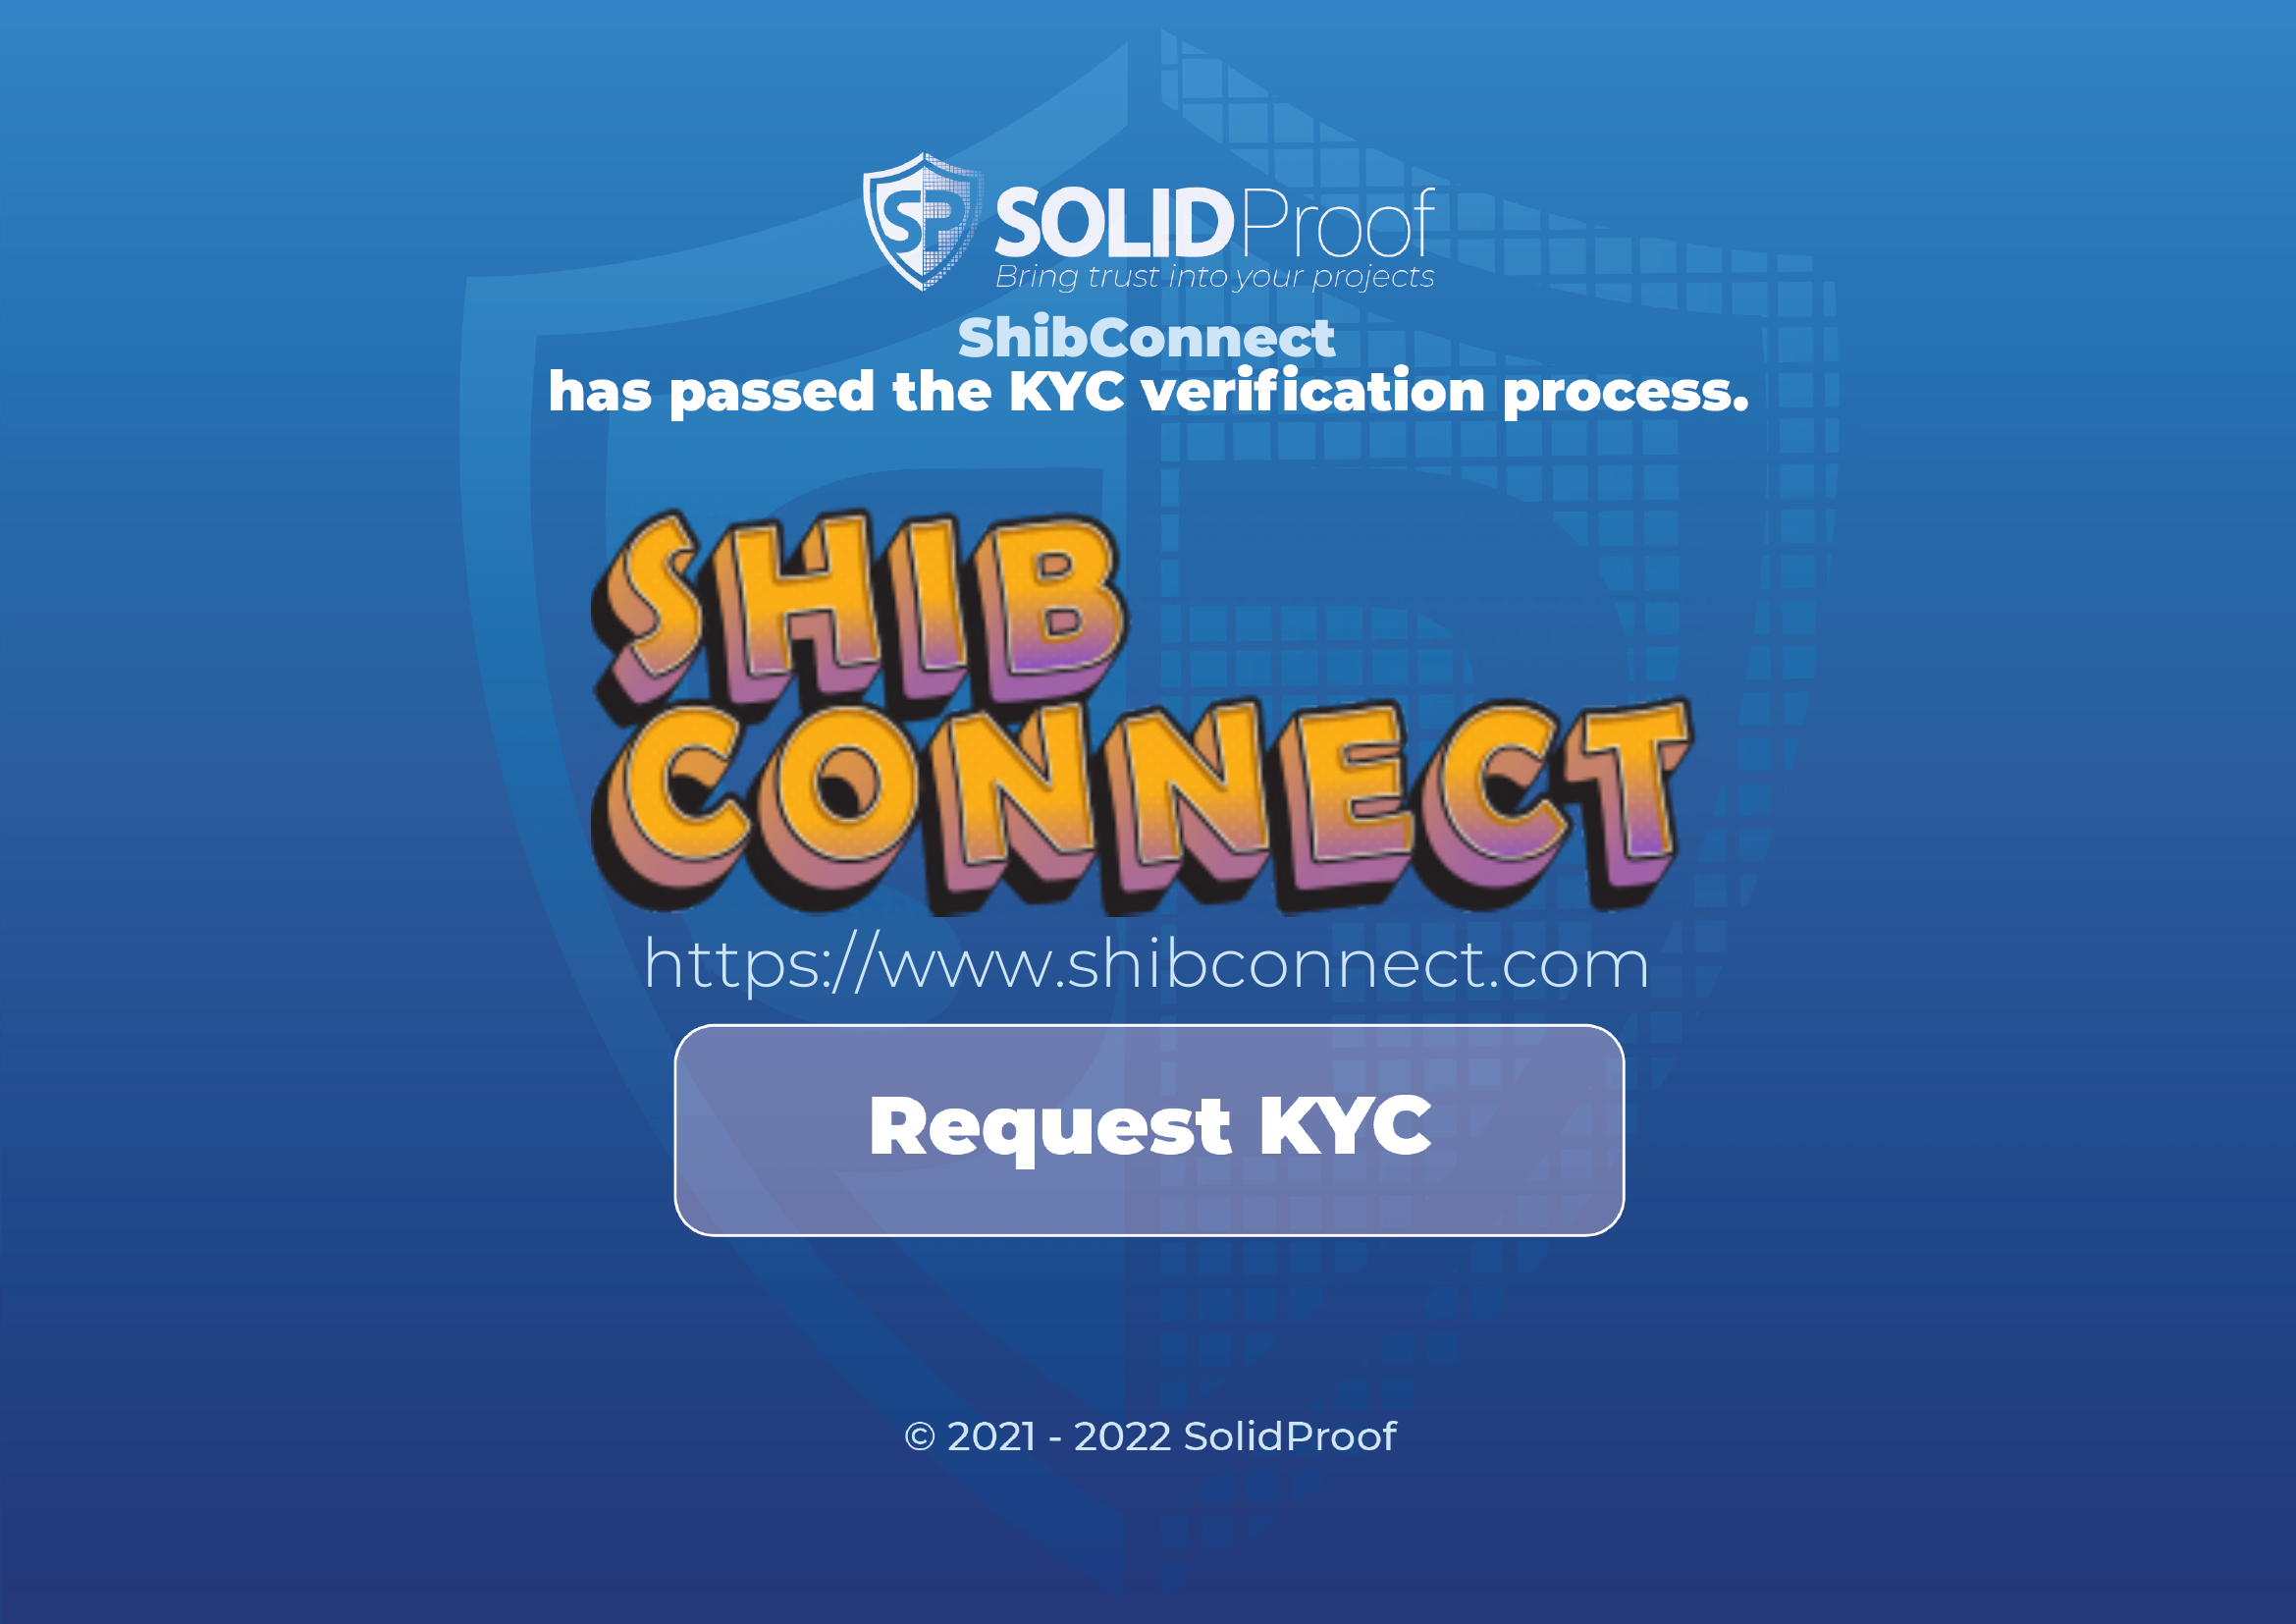 SP SOLIDProof
Bring trust into your projects
ShibConnect
has passed the KYC verification process.
SHIB
CONNECT
https://www.shibconnect.com
Request KYC
© 2021 - 2022 SolidProof